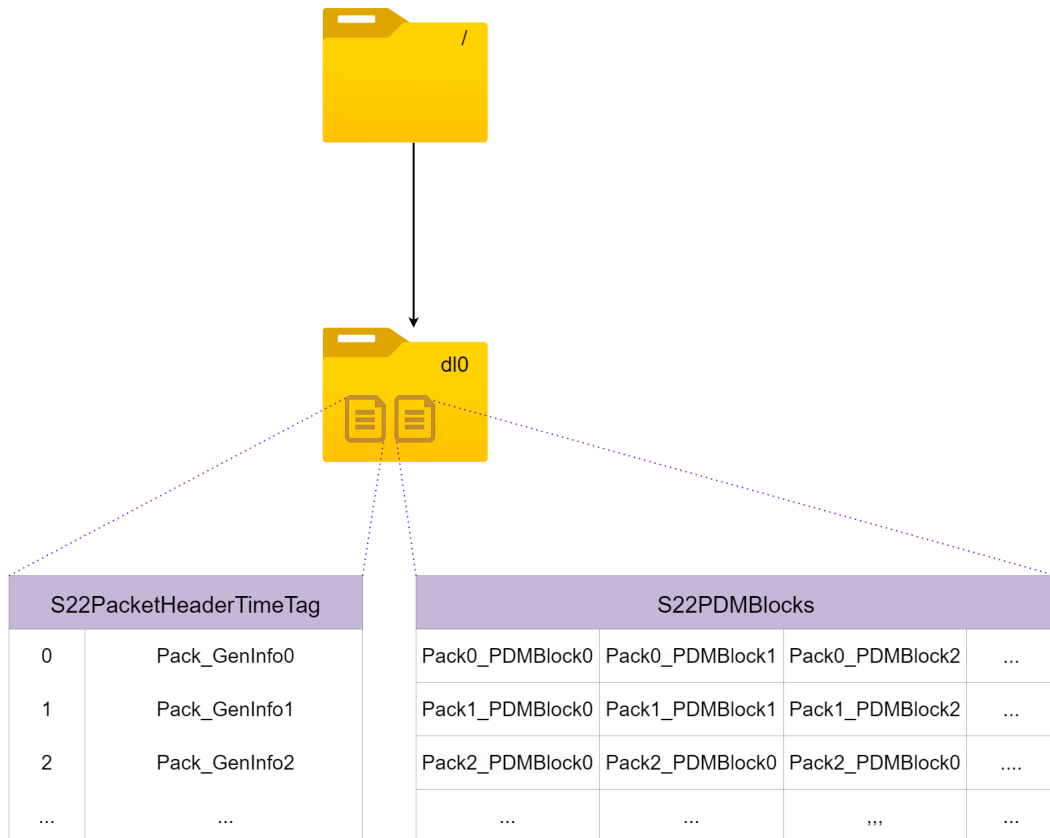 /
dl0
S22PacketHeaderTimeTag
0 Pack_GenInfo0
1 Pack_GenInfo1
2 Pack_GenInfo2
... ...
S22PDMBlocks
Pack0_PDMBlock0 Pack0_PDMBlock1 Pack0_PDMBlock2 ...
Pack1_PDMBlock0 Pack1_PDMBlock1 Pack1_PDMBlock2 ...
Pack2_PDMBlock0 Pack2_PDMBlock0 Pack2_PDMBlock0 ....
... ... ,,, ...